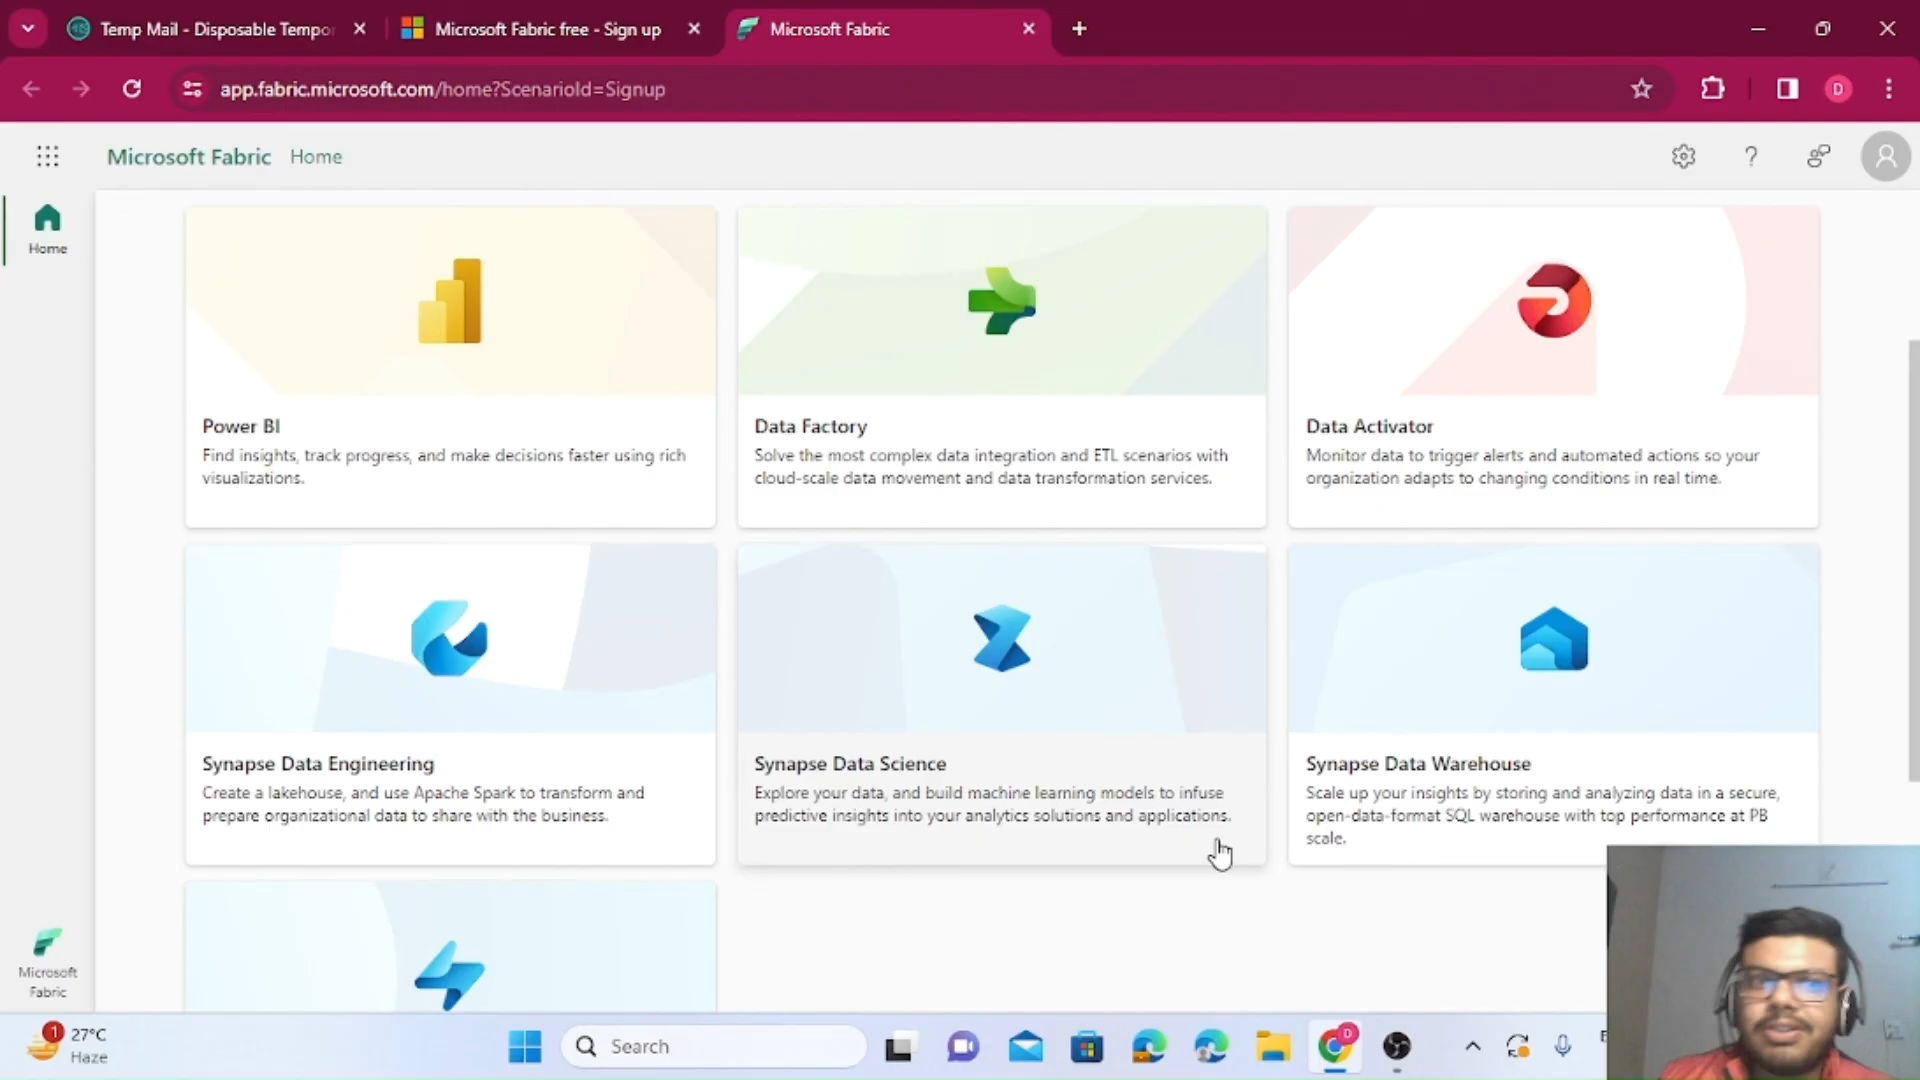 Temp Mail - Disposable Tempo
Microsoft Fabric free - Sign up
Microsoft Fabric
app.fabric.microsoft.com/home?ScenarioId=Signup
D
Microsoft Fabric Home
Home
Power BI
Find insights, track progress, and make decisions faster using rich
visualizations.
Data Factory
Solve the most complex data integration and ETL scenarios with
cloud-scale data movement and data transformation services.
Data Activator
Monitor data to trigger alerts and automated actions so your
organization adapts to changing conditions in real time.
Synapse Data Engineering
Create a lakehouse, and use Apache Spark to transform and
prepare organizational data to share with the business.
Synapse Data Science
Explore your data, and build machine learning models to infuse
predictive insights into your analytics solutions and applications.
Synapse Data Warehouse
Scale up your insights by storing and analyzing data in a secure,
open-data-format SQL warehouse with top performance at PB
scale.
Microsoft
Fabric
1
27°C
Haze
Search
D